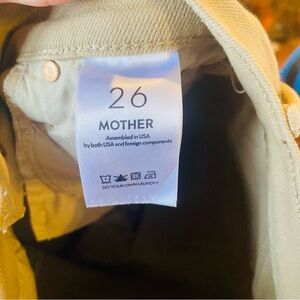 26
MOTHER
Assembled in USA
by both USA and foreign components
DO YOUR OWN LAUNDRY